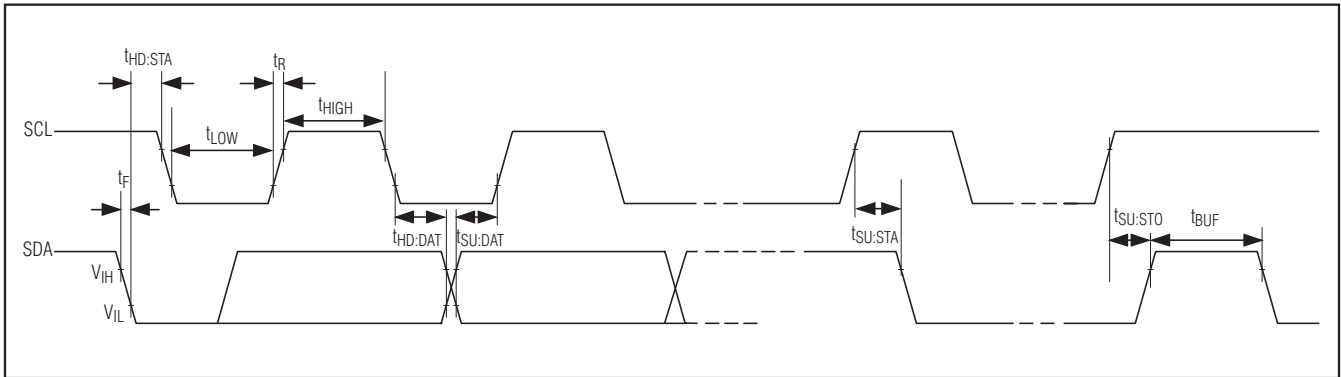 tHD:STA
tR
tHIGH
SCL
tLOW
tF
tHD:DAT
tSU:DAT
tSU:STA
tSU:STO
tBUF
SDA
VIH
VIL